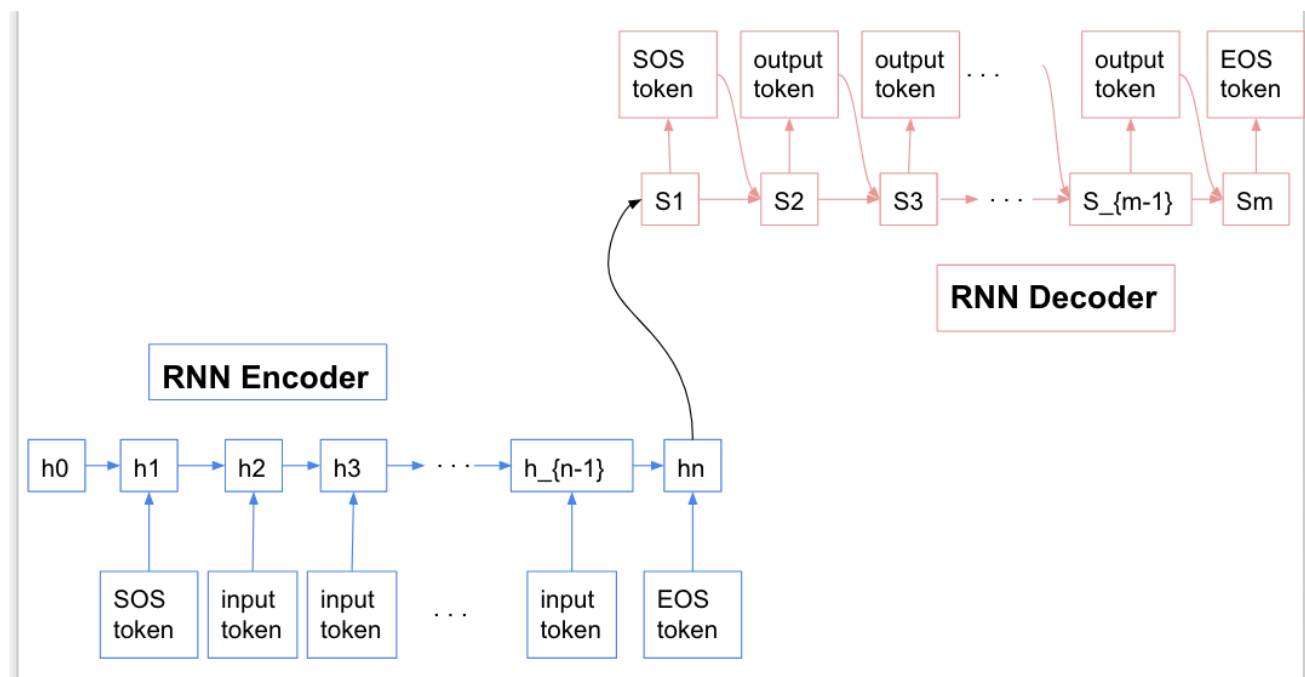 SOS
token
output
token
output
token
. . .
output
token
EOS
token
S1
S2
S3
. . .
S_{m-1}
Sm
RNN Decoder
RNN Encoder
h0
h1
h2
h3
. . .
h_{n-1}
hn
SOS
token
input
token
input
token
. . .
input
token
EOS
token